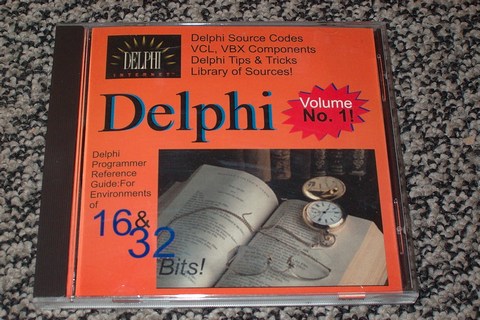 DELPHI
INTERNET
Delphi Source Codes
VCL, VBX Components
Delphi Tips & Tricks
Library of Sources!
Delphi
Volume
No. 1!
Delphi
Programmer
Reference
Guide:For
Environments
of
16&
32
Bits!